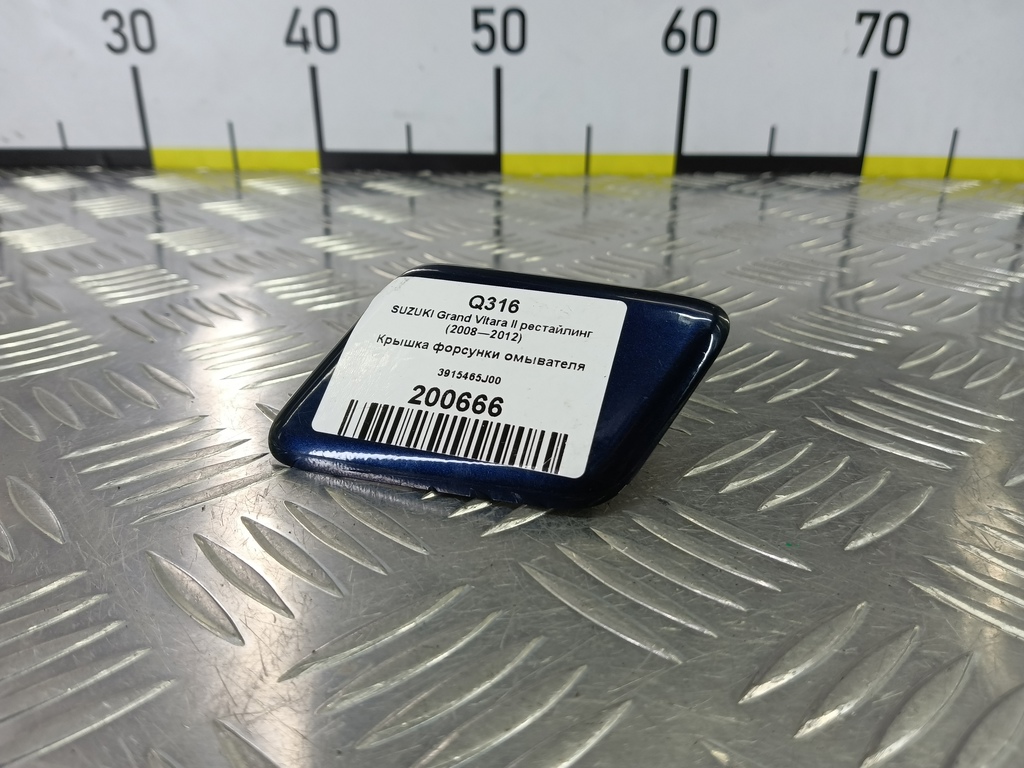 30 40 50 60 70
Q316
SUZUKI Grand Vitara II рестайлинг
(2008—2012)
Крышка форсунки омывателя
3915465J00
200666